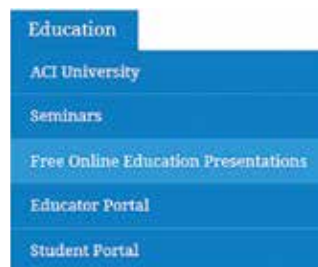 Education
ACI University
Seminars
Free Online Education Presentations
Educator Portal
Student Portal